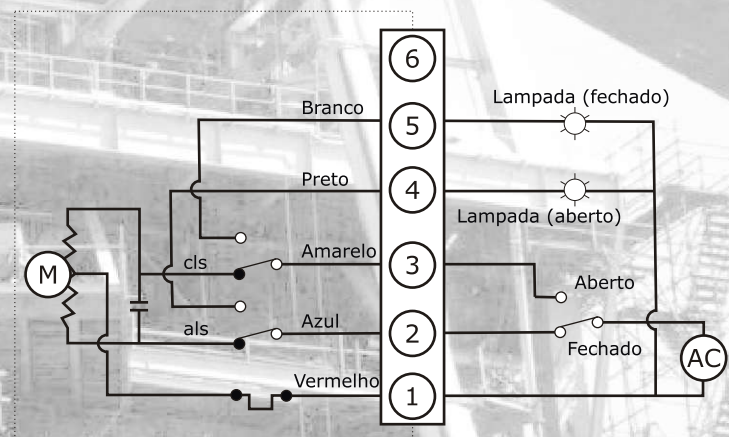 6
Branco
5
Lampada (fechado)
Preto
4
Lampada (aberto)
cls
Amarelo
3
Aberto
M
als
Azul
2
Fechado
AC
Vermelho
1